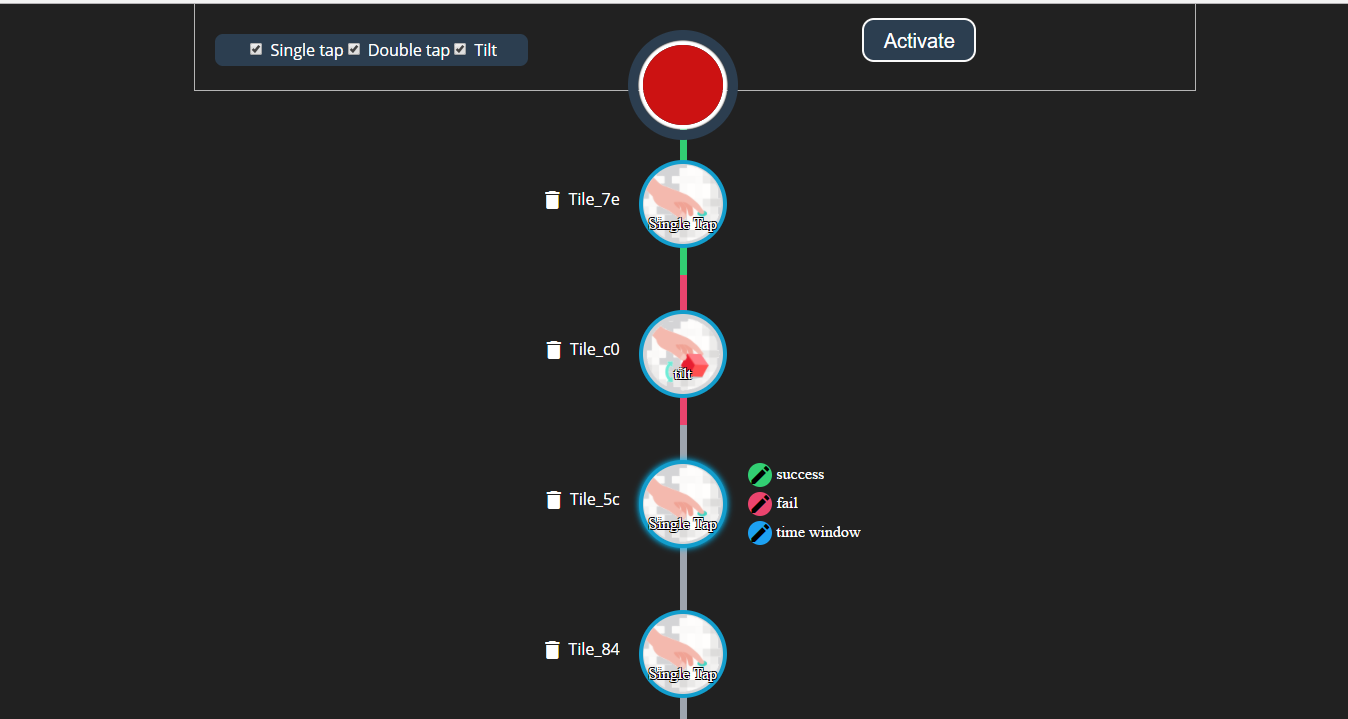 Single tap Double tap Tilt
Activate
Tile_7e
Single Tap
Tile_c0
tilt
Tile_5c
Single Tap
success
fail
time window
Tile_84
Single Tap